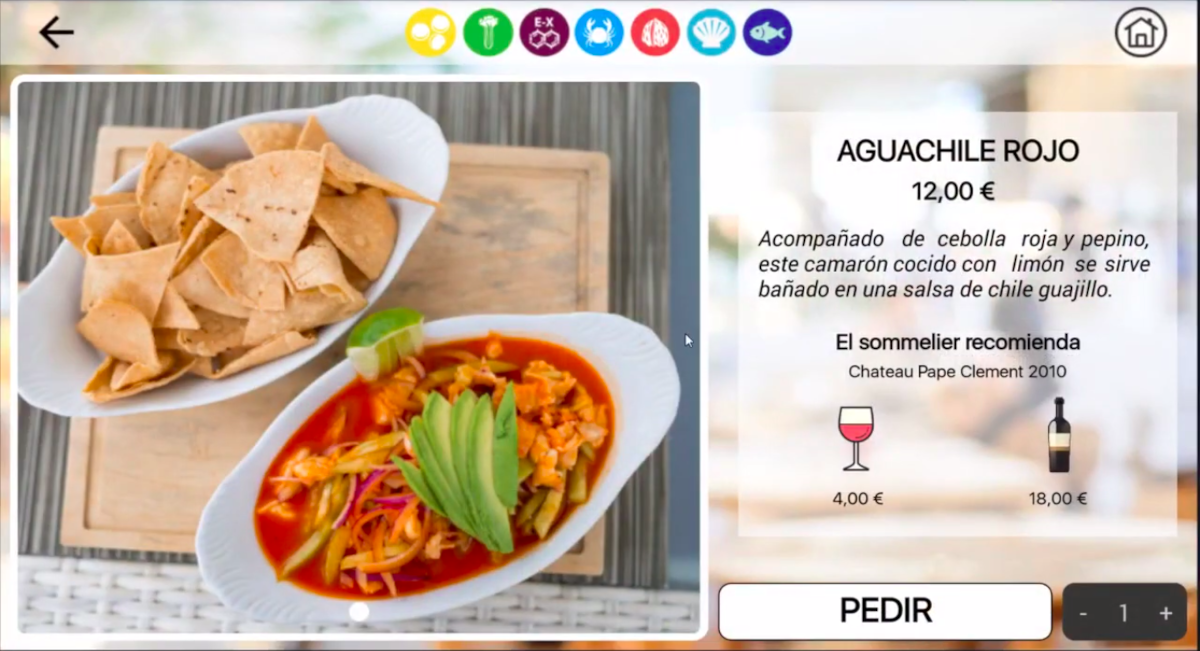 E-X
AGUACHILE ROJO
12,00 €
Acompañado de cebolla roja y pepino,
este camarón cocido con limón se sirve
bañado en una salsa de chile guajillo.
El sommelier recomienda
Chateau Pape Clement 2010
4,00 €
18,00 €
PEDIR
- 1 +